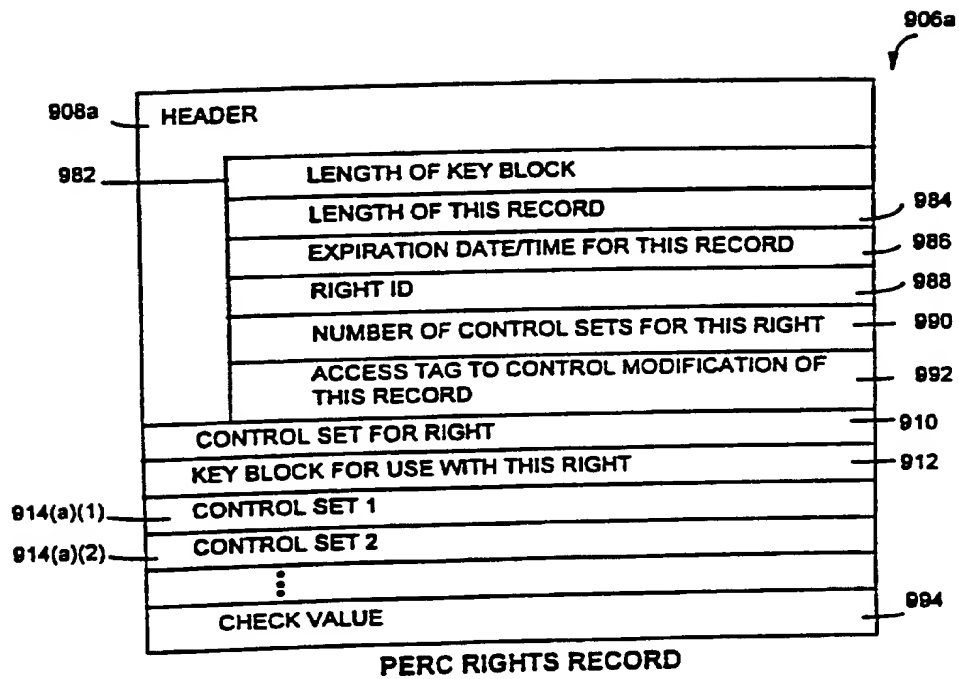 906a
908a HEADER
982 LENGTH OF KEY BLOCK
LENGTH OF THIS RECORD 984
EXPIRATION DATE/TIME FOR THIS RECORD 986
RIGHT ID 988
NUMBER OF CONTROL SETS FOR THIS RIGHT 990
ACCESS TAG TO CONTROL MODIFICATION OF
THIS RECORD 992
CONTROL SET FOR RIGHT 910
KEY BLOCK FOR USE WITH THIS RIGHT 912
914(a)(1) CONTROL SET 1
914(a)(2) CONTROL SET 2
⋮
CHECK VALUE 994
PERC RIGHTS RECORD